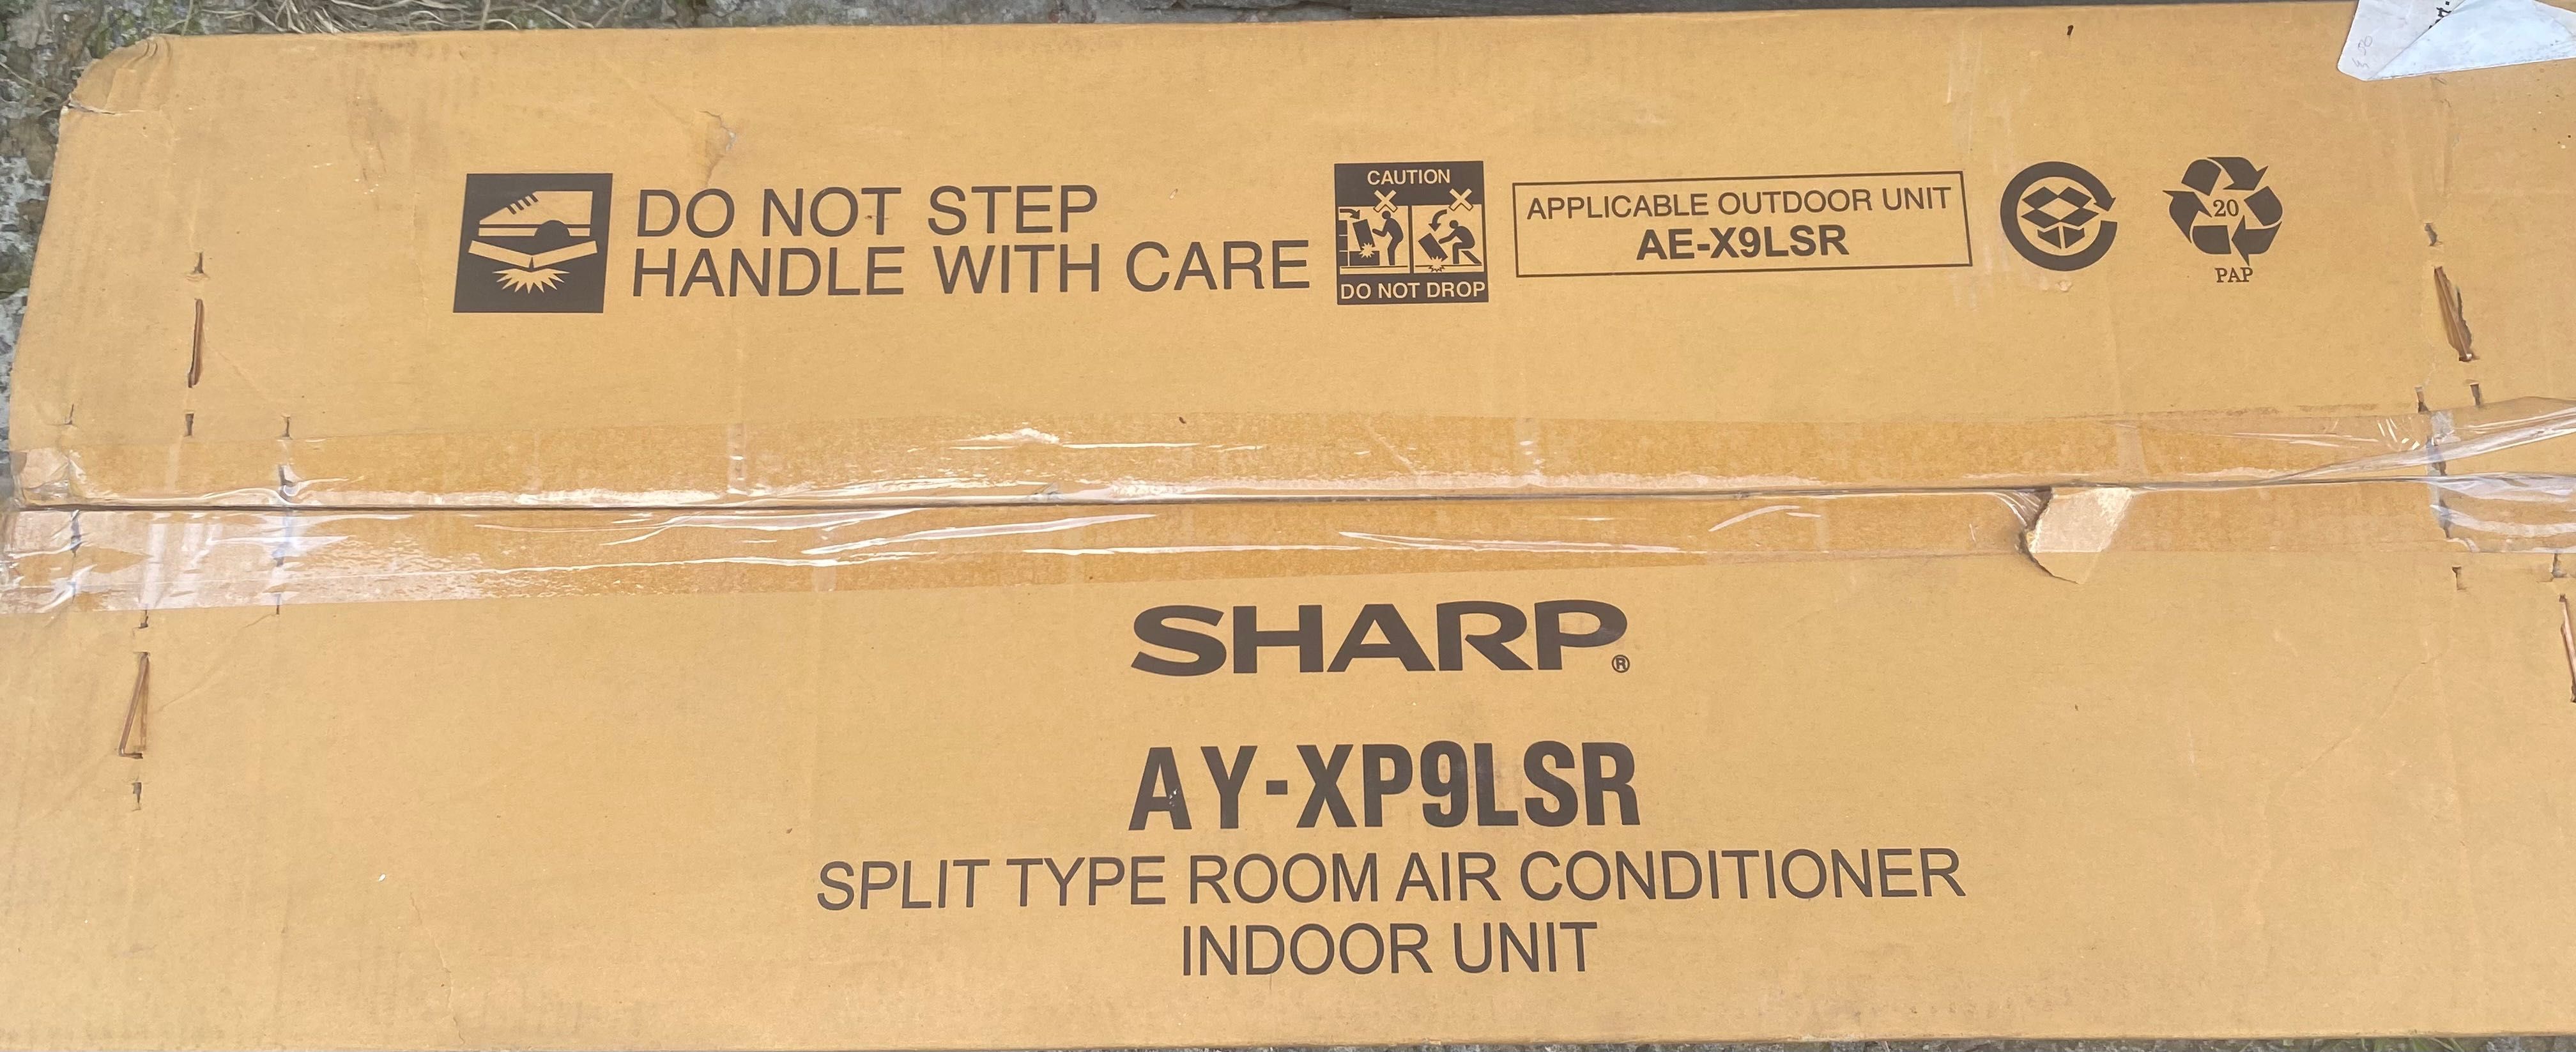 DO NOT STEP
HANDLE WITH CARE
CAUTION
DO NOT DROP
APPLICABLE OUTDOOR UNIT
AE-X9LSR
20
PAP
SHARP®
AY-XP9LSR
SPLIT TYPE ROOM AIR CONDITIONER
INDOOR UNIT